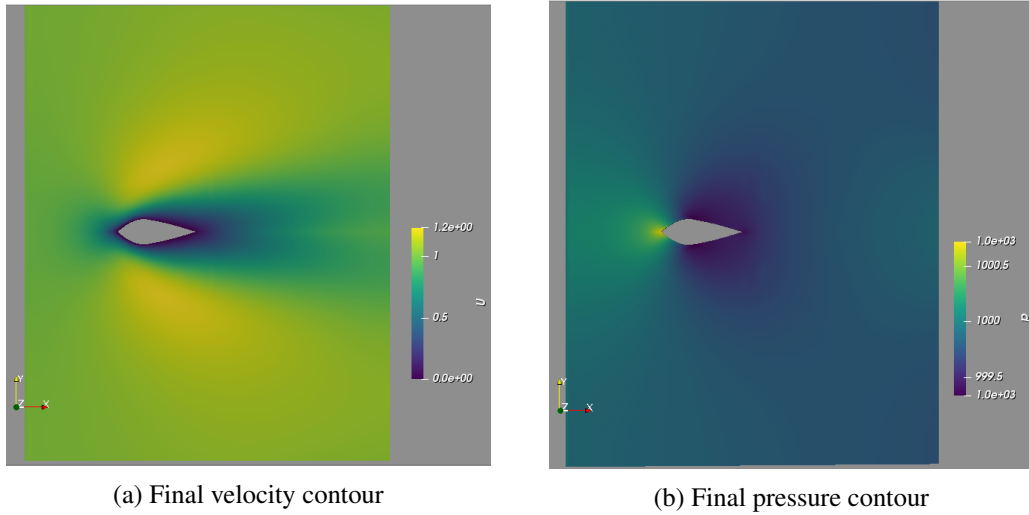 1.2e+00
1
0.5
0.0e+00
U
Y
Z
X
1.0e+03
1000.5
1000
999.5
1.0e+03
p
Y
Z
X
(a) Final velocity contour
(b) Final pressure contour